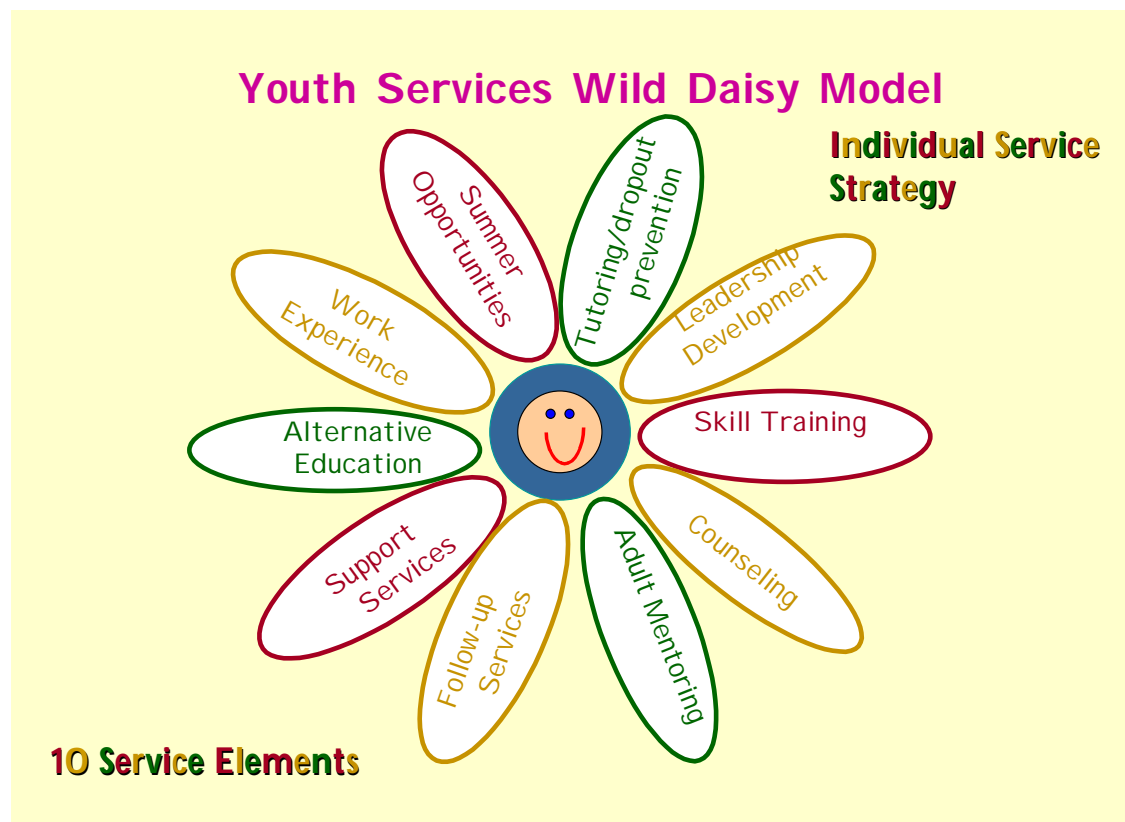 Youth Services Wild Daisy Model
Individual Service
Strategy
Summer
Opportunities
Tutoring/dropout
prevention
Leadership
Development
Work
Experience
Skill Training
Alternative
Education
Counseling
Support
Services
Adult Mentoring
Follow-up
Services
10 Service Elements